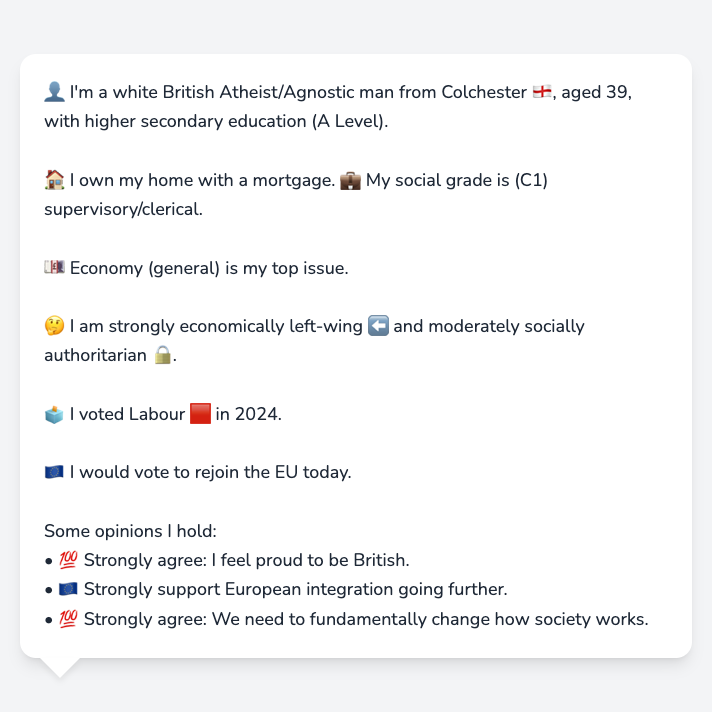 👤 I'm a white British Atheist/Agnostic man from Colchester 🏴󠁧󠁢󠁥󠁮󠁧󠁿, aged 39,
with higher secondary education (A Level).
🏠 I own my home with a mortgage. 💼 My social grade is (C1)
supervisory/clerical.
💷 Economy (general) is my top issue.
🤔 I am strongly economically left-wing ⬅️ and moderately socially
authoritarian 🔒.
🗳️ I voted Labour 🟥 in 2024.
🇪🇺 I would vote to rejoin the EU today.
Some opinions I hold:
• 💯 Strongly agree: I feel proud to be British.
• 🇪🇺 Strongly support European integration going further.
• 💯 Strongly agree: We need to fundamentally change how society works.